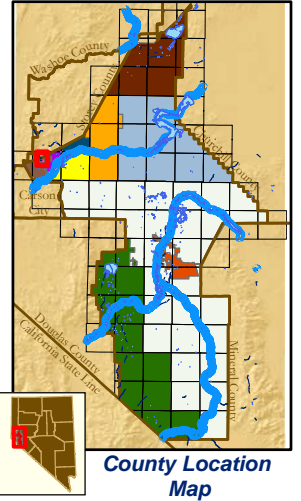 Washoe County
Storey County
Churchill County
Carson
City
Douglas County
California State Line
Mineral County
County Location
Map